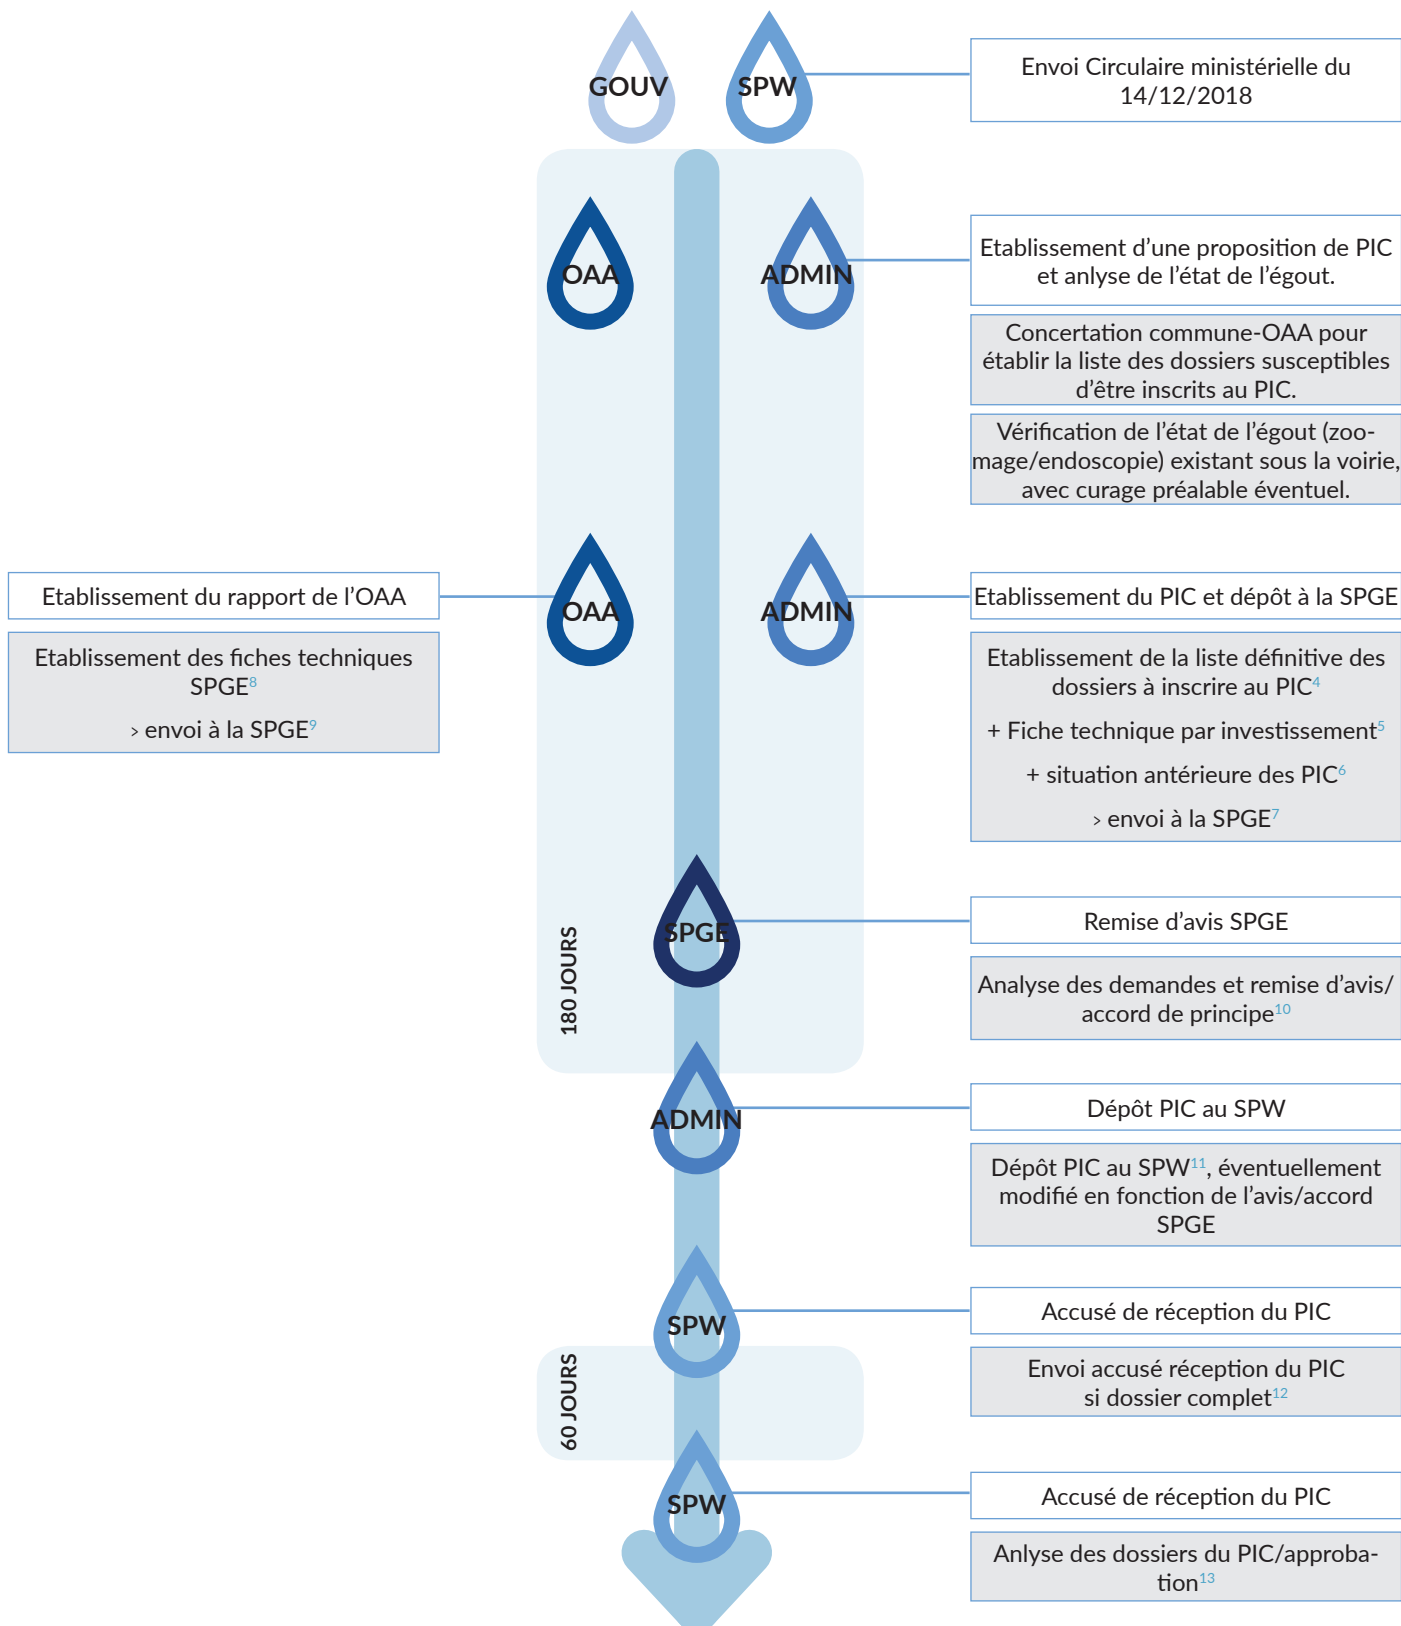 GOUV
SPW
Envoi Circulaire ministérielle du
14/12/2018
OAA
ADMIN
Etablissement d’une proposition de PIC
et anlyse de l’état de l’égout.
Concertation commune-OAA pour
établir la liste des dossiers susceptibles
d’être inscrits au PIC.
Vérification de l’état de l’égout (zoo-
mage/endoscopie) existant sous la voirie,
avec curage préalable éventuel.
Etablissement du rapport de l’OAA
Etablissement des fiches techniques
SPGE8
> envoi à la SPGE9
OAA
ADMIN
Etablissement du PIC et dépôt à la SPGE
Etablissement de la liste définitive des
dossiers à inscrire au PIC4
+ Fiche technique par investissement5
+ situation antérieure des PIC6
> envoi à la SPGE7
180 JOURS
SPGE
Remise d’avis SPGE
Analyse des demandes et remise d’avis/
accord de principe10
ADMIN
Dépôt PIC au SPW
Dépôt PIC au SPW11, éventuellement
modifié en fonction de l’avis/accord
SPGE
SPW
Accusé de réception du PIC
Envoi accusé réception du PIC
si dossier complet12
60 JOURS
SPW
Accusé de réception du PIC
Anlyse des dossiers du PIC/approba-
tion13